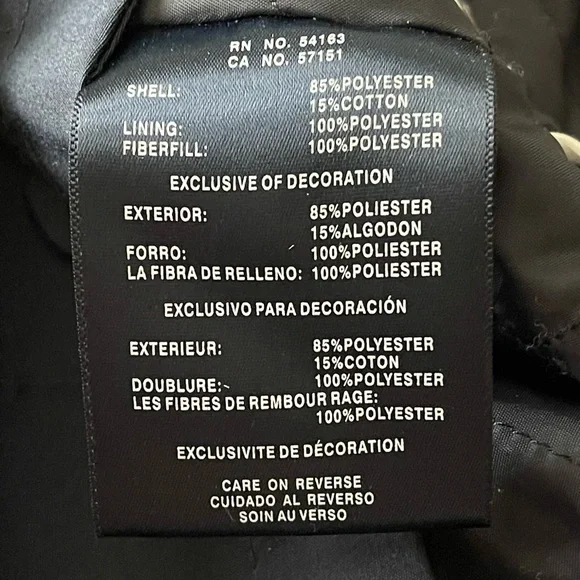 RN NO. 54163
CA NO. 57151
SHELL: 85%POLYESTER
15%COTTON
LINING: 100%POLYESTER
FIBERFILL: 100%POLYESTER
EXCLUSIVE OF DECORATION
EXTERIOR: 85%POLIESTER
15%ALGODON
FORRO: 100%POLIESTER
LA FIBRA DE RELLENO: 100%POLIESTER
EXCLUSIVO PARA DECORACIÓN
EXTERIEUR: 85%POLYESTER
15%COTON
DOUBLURE: 100%POLYESTER
LES FIBRES DE REMBOUR RAGE:
100%POLYESTER
EXCLUSIVITE DE DÉCORATION
CARE ON REVERSE
CUIDADO AL REVERSO
SOIN AU VERSO